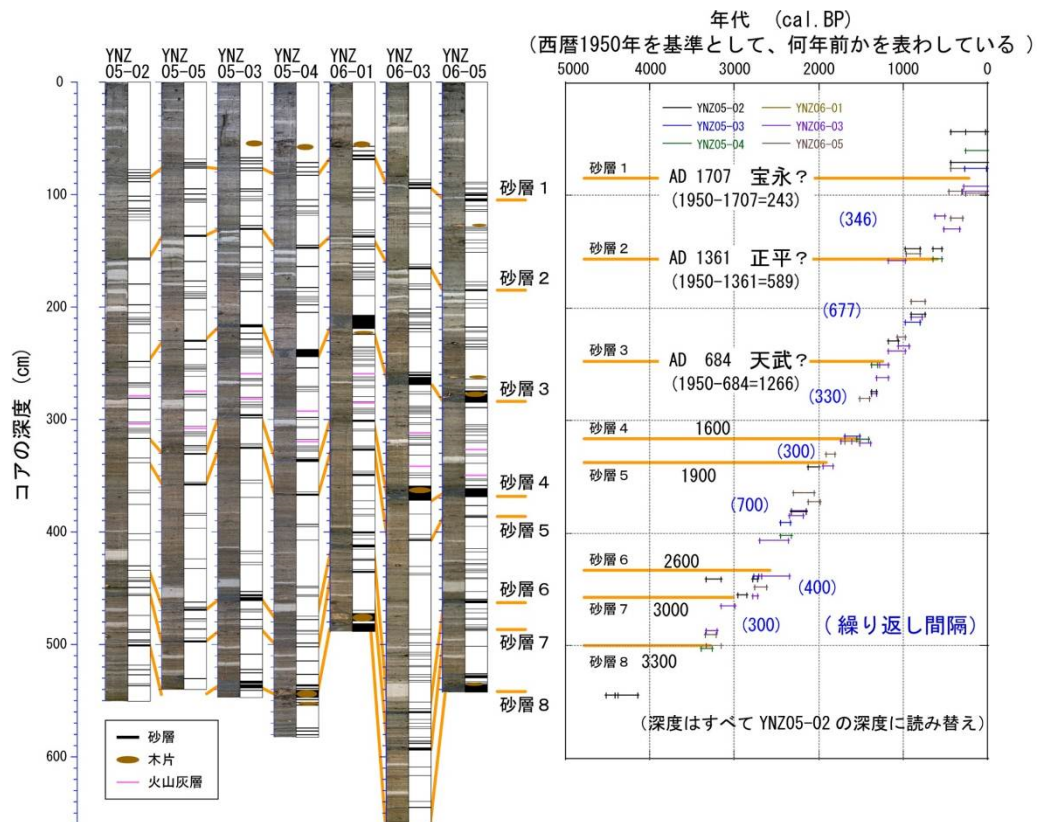 年代 (cal.BP)
(西暦1950年を基準として、何年前かを表わしている )
YNZ 05-02
YNZ 05-05
YNZ 05-03
YNZ 05-04
YNZ 06-01
YNZ 06-03
YNZ 06-05
コアの深度 (cm)
0
100
200
300
400
500
600
砂層 1
砂層 2
砂層 3
砂層 4
砂層 5
砂層 6
砂層 7
砂層 8
砂層
木片
火山灰層
5000 4000 3000 2000 1000 0
YNZ05-02 YNZ06-01
YNZ05-03 YNZ06-03
YNZ05-04 YNZ06-05
砂層 1 AD 1707 宝永?
(1950-1707=243)
(346)
砂層 2 AD 1361 正平?
(1950-1361=589)
(677)
砂層 3 AD 684 天武?
(1950-684=1266)
(330)
砂層 4 1600
(300)
砂層 5 1900
(700)
砂層 6 2600
(400)
砂層 7 3000
(300) (繰り返し間隔)
砂層 8 3300
(深度はすべて YNZ05-02 の深度に読み替え)